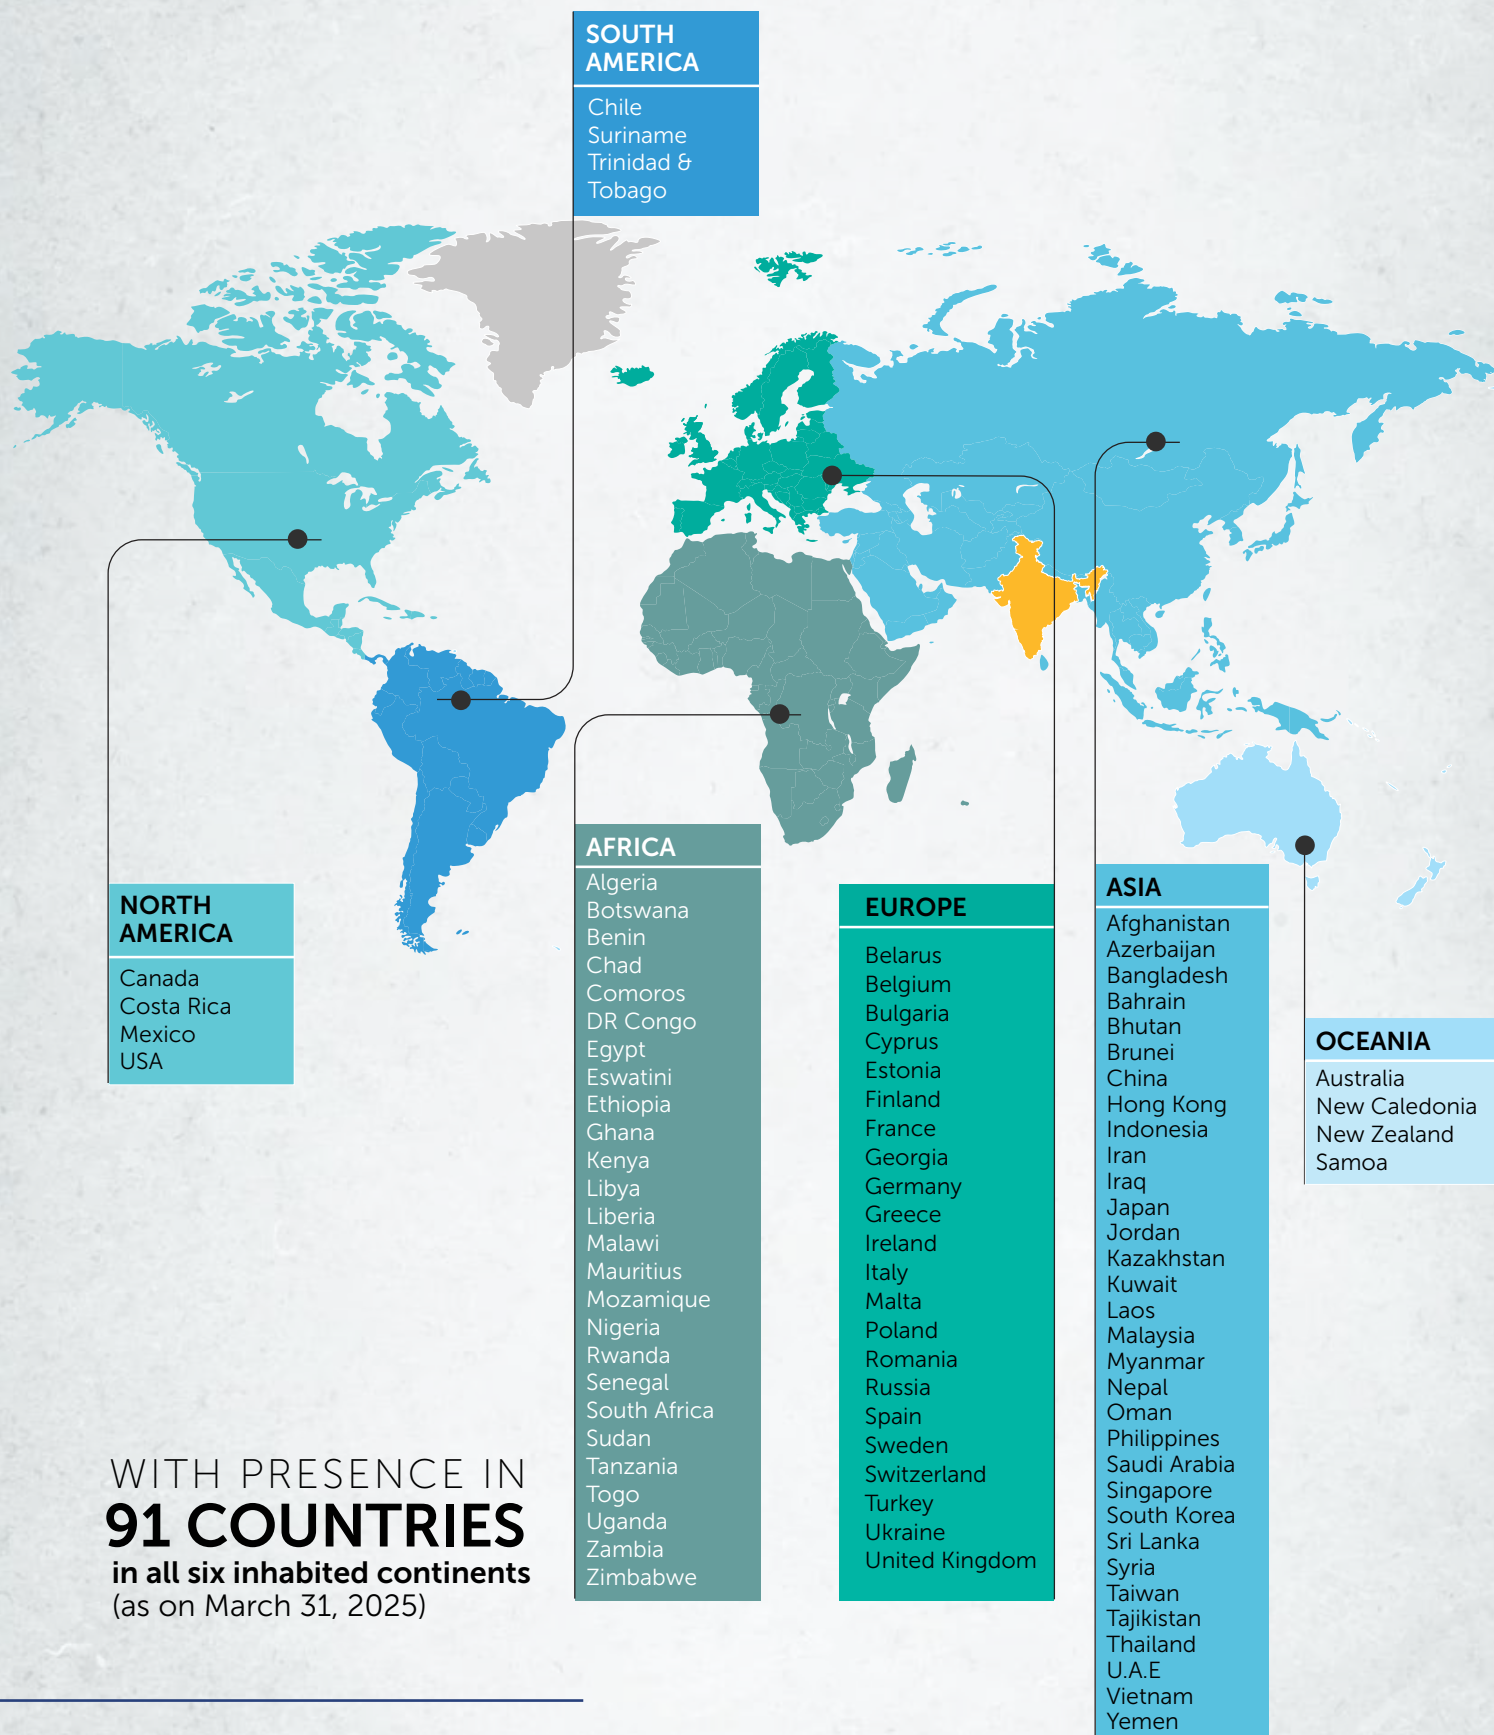 SOUTH
AMERICA
Chile
Suriname
Trinidad &
Tobago
NORTH
AMERICA
Canada
Costa Rica
Mexico
USA
AFRICA
Algeria
Botswana
Benin
Chad
Comoros
DR Congo
Egypt
Eswatini
Ethiopia
Ghana
Kenya
Libya
Liberia
Malawi
Mauritius
Mozamique
Nigeria
Rwanda
Senegal
South Africa
Sudan
Tanzania
Togo
Uganda
Zambia
Zimbabwe
EUROPE
Belarus
Belgium
Bulgaria
Cyprus
Estonia
Finland
France
Georgia
Germany
Greece
Ireland
Italy
Malta
Poland
Romania
Russia
Spain
Sweden
Switzerland
Turkey
Ukraine
United Kingdom
ASIA
Afghanistan
Azerbaijan
Bangladesh
Bahrain
Bhutan
Brunei
China
Hong Kong
Indonesia
Iran
Iraq
Japan
Jordan
Kazakhstan
Kuwait
Laos
Malaysia
Myanmar
Nepal
Oman
Philippines
Saudi Arabia
Singapore
South Korea
Sri Lanka
Syria
Taiwan
Tajikistan
Thailand
U.A.E
Vietnam
Yemen
OCEANIA
Australia
New Caledonia
New Zealand
Samoa
WITH PRESENCE IN
91 COUNTRIES
in all six inhabited continents
(as on March 31, 2025)